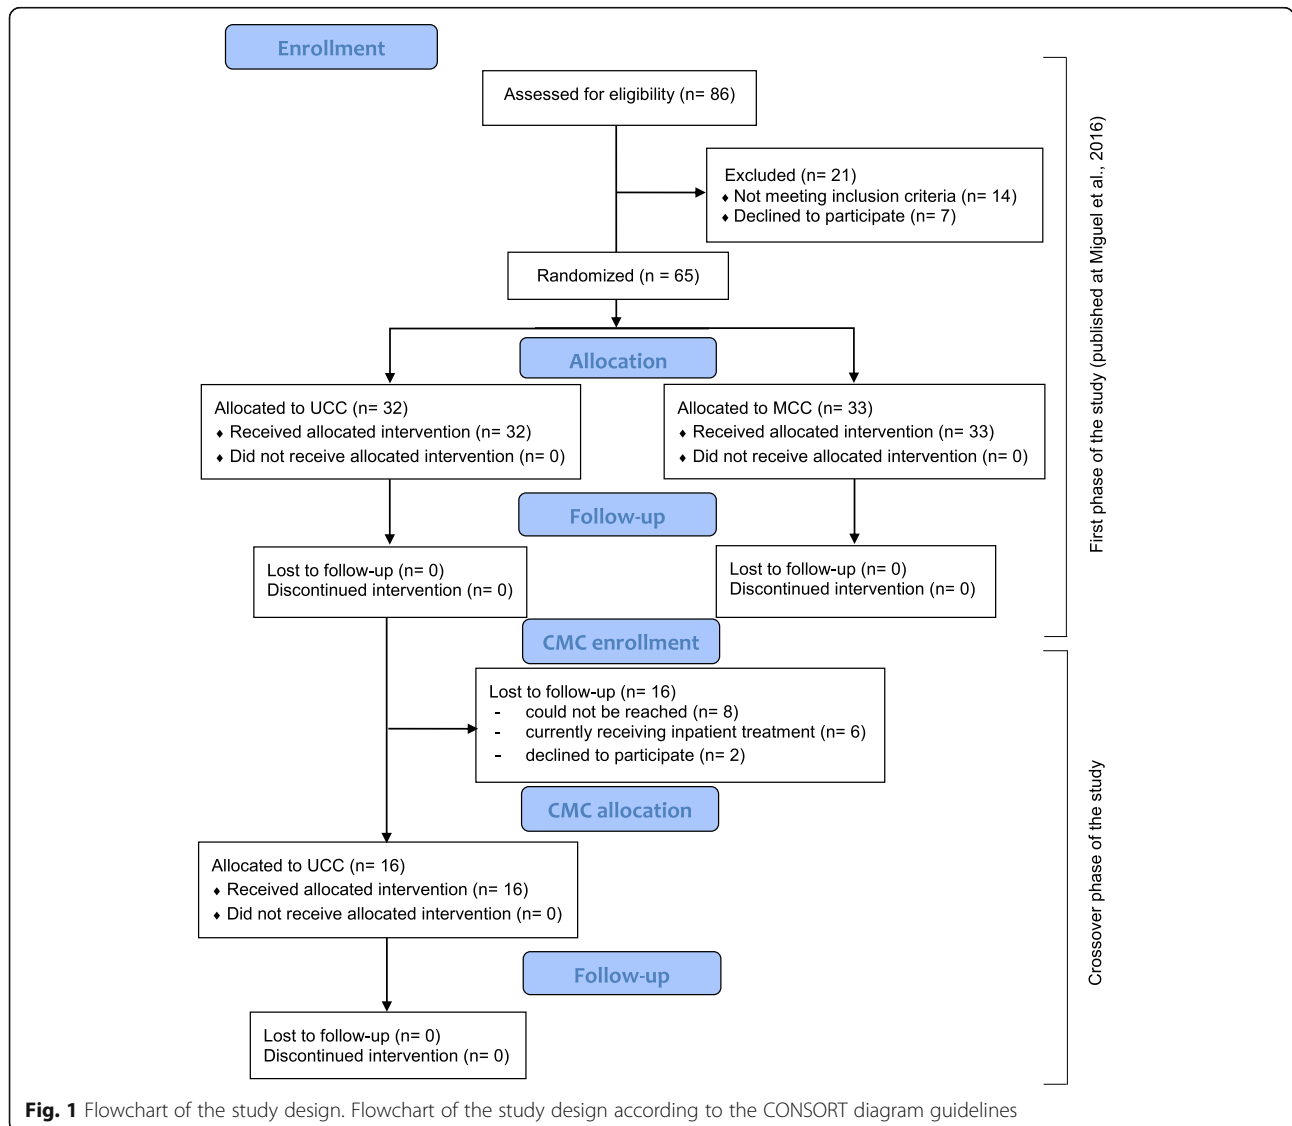 Enrollment
Assessed for eligibility (n= 86)
Excluded (n= 21)
♦ Not meeting inclusion criteria (n= 14)
♦ Declined to participate (n= 7)
Randomized (n = 65)
Allocation
Allocated to UCC (n= 32)
♦ Received allocated intervention (n= 32)
♦ Did not receive allocated intervention (n= 0)
Allocated to MCC (n= 33)
♦ Received allocated intervention (n= 33)
♦ Did not receive allocated intervention (n= 0)
Follow-up
Lost to follow-up (n= 0)
Discontinued intervention (n= 0)
Lost to follow-up (n= 0)
Discontinued intervention (n= 0)
First phase of the study (published at Miguel et al., 2016)
CMC enrollment
Lost to follow-up (n= 16)
- could not be reached (n= 8)
- currently receiving inpatient treatment (n= 6)
- declined to participate (n= 2)
CMC allocation
Allocated to UCC (n= 16)
♦ Received allocated intervention (n= 16)
♦ Did not receive allocated intervention (n= 0)
Follow-up
Lost to follow-up (n= 0)
Discontinued intervention (n= 0)
Crossover phase of the study
Fig. 1 Flowchart of the study design. Flowchart of the study design according to the CONSORT diagram guidelines